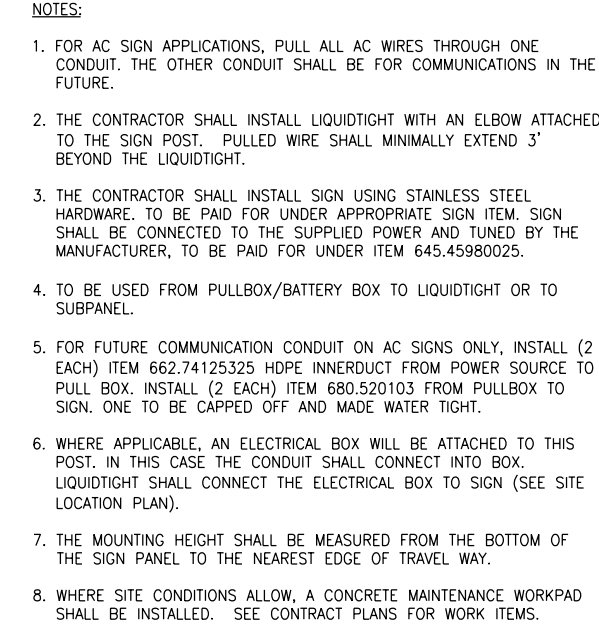 NOTES:
1. FOR AC SIGN APPLICATIONS, PULL ALL AC WIRES THROUGH ONE
CONDUIT. THE OTHER CONDUIT SHALL BE FOR COMMUNICATIONS IN THE
FUTURE.
2. THE CONTRACTOR SHALL INSTALL LIQUIDTIGHT WITH AN ELBOW ATTACHED
TO THE SIGN POST. PULLED WIRE SHALL MINIMALLY EXTEND 3'
BEYOND THE LIQUIDTIGHT.
3. THE CONTRACTOR SHALL INSTALL SIGN USING STAINLESS STEEL
HARDWARE. TO BE PAID FOR UNDER APPROPRIATE SIGN ITEM. SIGN
SHALL BE CONNECTED TO THE SUPPLIED POWER AND TUNED BY THE
MANUFACTURER, TO BE PAID FOR UNDER ITEM 645.45980025.
4. TO BE USED FROM PULLBOX/BATTERY BOX TO LIQUIDTIGHT OR TO
SUBPANEL.
5. FOR FUTURE COMMUNICATION CONDUIT ON AC SIGNS ONLY, INSTALL (2
EACH) ITEM 662.74125325 HDPE INNERDUCT FROM POWER SOURCE TO
PULL BOX. INSTALL (2 EACH) ITEM 680.520103 FROM PULLBOX TO
SIGN. ONE TO BE CAPPED OFF AND MADE WATER TIGHT.
6. WHERE APPLICABLE, AN ELECTRICAL BOX WILL BE ATTACHED TO THIS
POST. IN THIS CASE THE CONDUIT SHALL CONNECT INTO BOX.
LIQUIDTIGHT SHALL CONNECT THE ELECTRICAL BOX TO SIGN (SEE SITE
LOCATION PLAN).
7. THE MOUNTING HEIGHT SHALL BE MEASURED FROM THE BOTTOM OF
THE SIGN PANEL TO THE NEAREST EDGE OF TRAVEL WAY.
8. WHERE SITE CONDITIONS ALLOW, A CONCRETE MAINTENANCE WORKPAD
SHALL BE INSTALLED. SEE CONTRACT PLANS FOR WORK ITEMS.